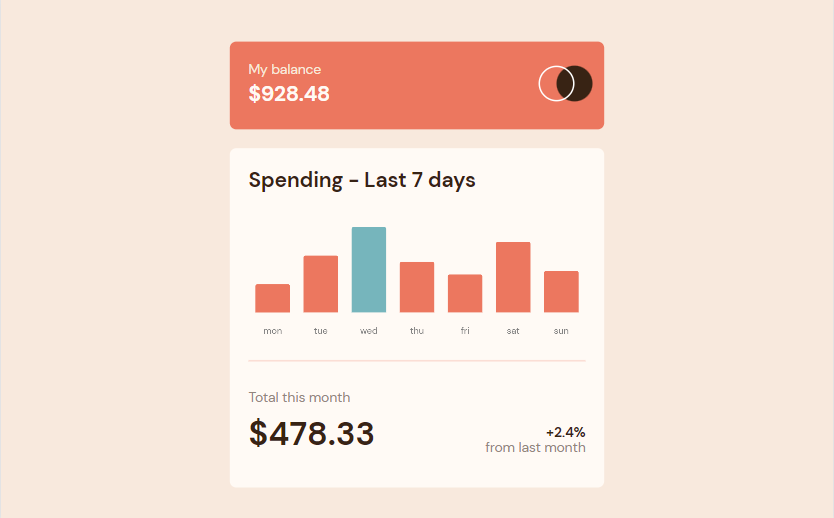 My balance
$928.48
Spending - Last 7 days
mon tue wed thu fri sat sun
Total this month
$478.33
+2.4%
from last month